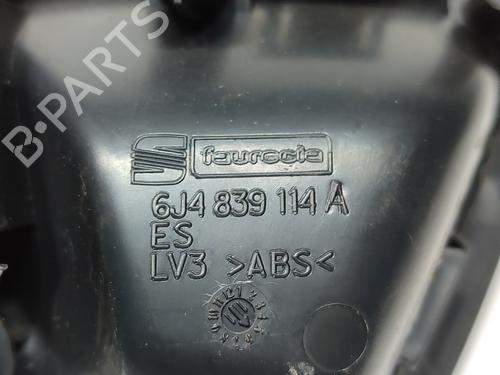 faurecia
6J4 839 114 A
ES
LV3 >ABS<
B-PARTS